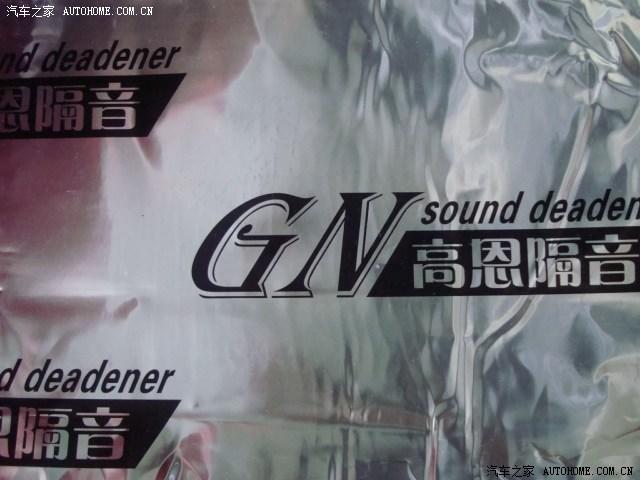 汽车之家 AUTOHOME.COM.CN
nd deadener
恩隔音
GN sound deaden
高恩隔音
d deadener
恩隔音
汽车之家 AUTOHOME.COM.CN